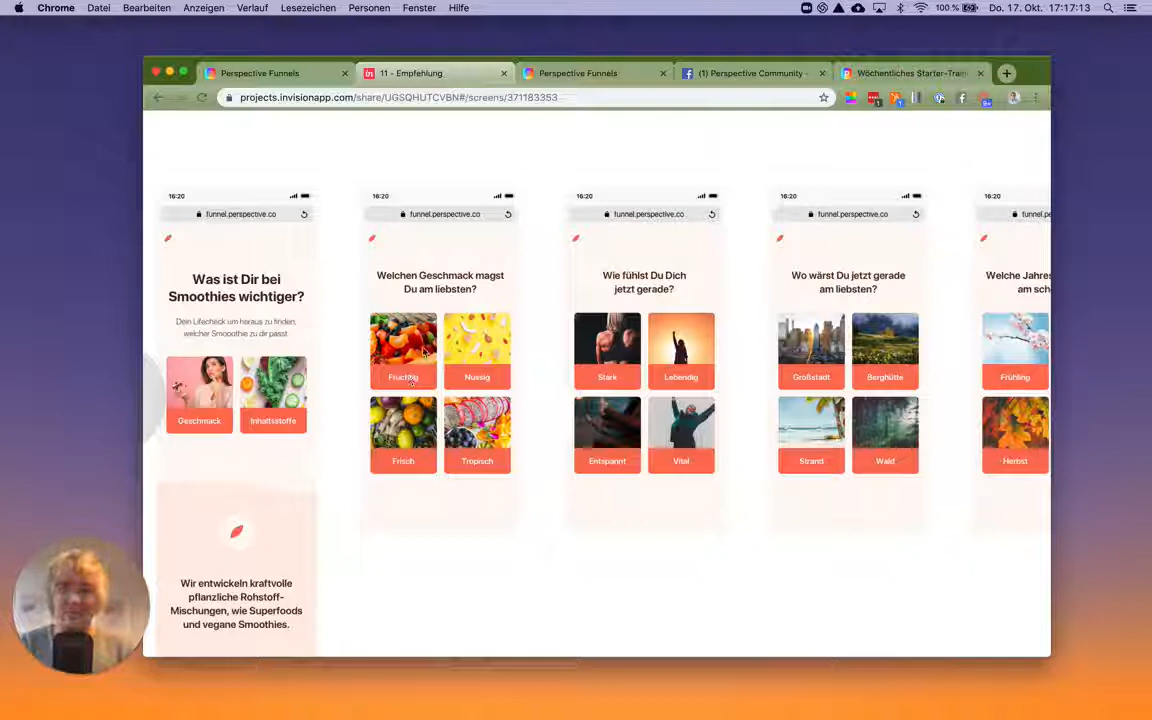 Chrome Datei Bearbeiten Anzeigen Verlauf Lesezeichen Personen Fenster Hilfe 100 % Do. 17. Okt. 17:17:13
Perspective Funnels
11 - Empfehlung
Perspective Funnels
(1) Perspective Community -
Wöchentliches Starter-Trai
projects.invisionapp.com/share/UGSQHUTCVBN#/screens/371183353
16:20
funnel.perspective.co
Was ist Dir bei
Smoothies wichtiger?
Dein Lifecheck um heraus zu finden,
welcher Smooothie zu dir passt
Geschmack Inhaltsstoffe
Wir entwickeln kraftvolle
pflanzliche Rohstoff-
Mischungen, wie Superfoods
und vegane Smoothies.
16:20
funnel.perspective.co
Welchen Geschmack magst
Du am liebsten?
Fruchtig Nussig
Frisch Tropisch
16:20
funnel.perspective.co
Wie fühlst Du Dich
jetzt gerade?
Stark Lebendig
Entspannt Vital
16:20
funnel.perspective.co
Wo wärst Du jetzt gerade
am liebsten?
Großstadt Berghütte
Strand Wald
16:20
funnel.pe
Welche Jahres
am sch
Frühling
Herbst